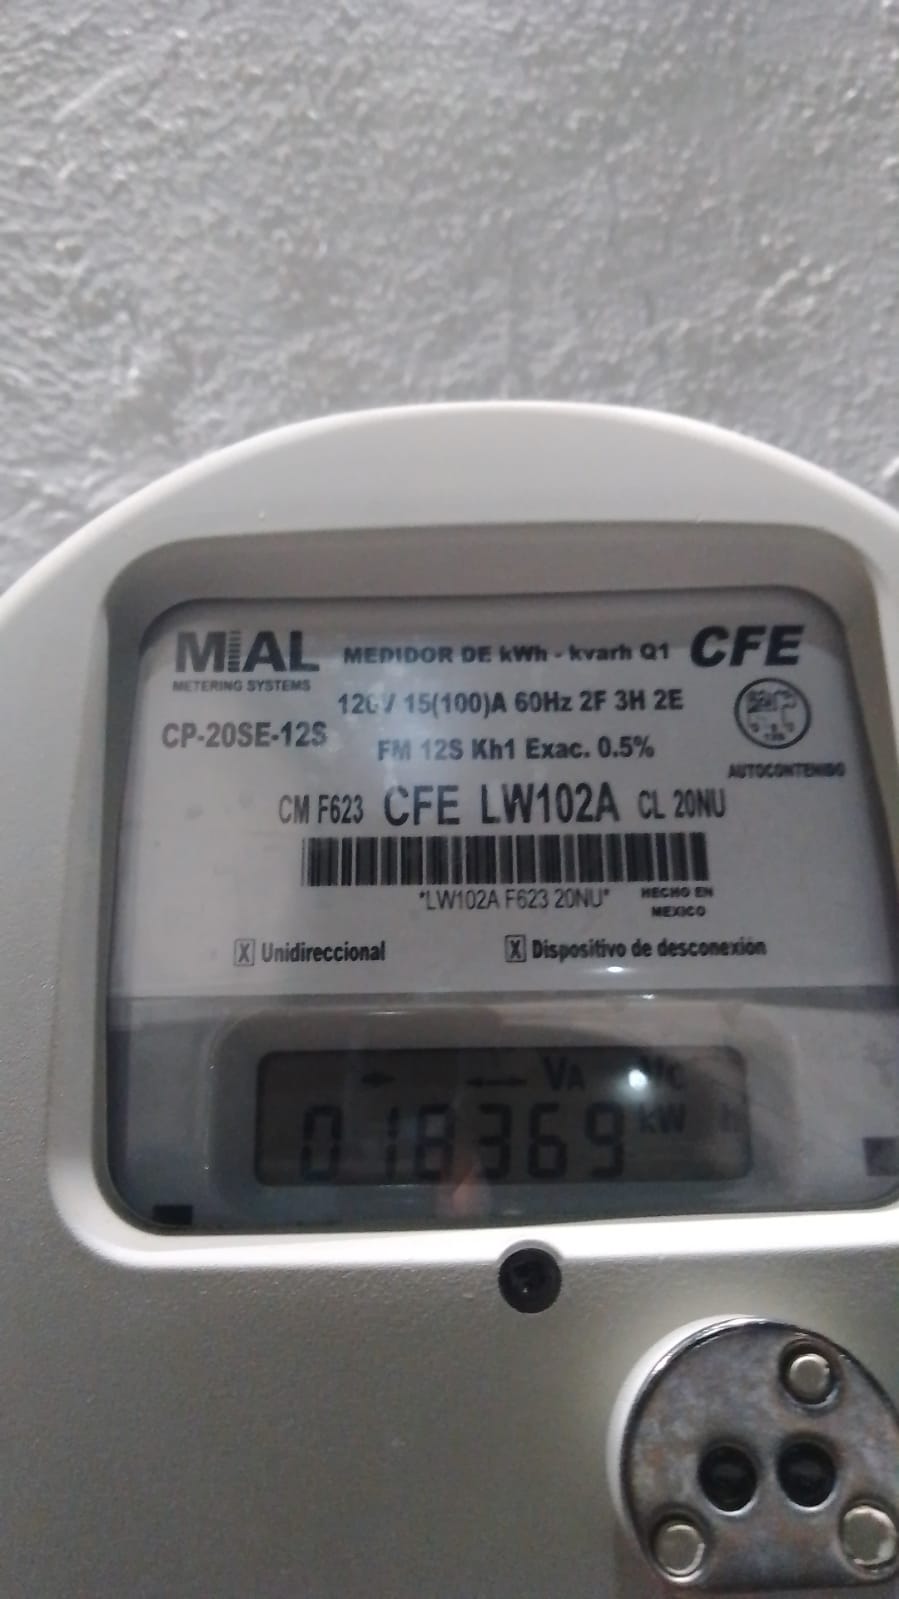 MIAL
METERING SYSTEMS
MEDIDOR DE kWh - kvarh Q1
CFE
120V 15(100)A 60Hz 2F 3H 2E
CP-20SE-12S
FM 12S Kh1 Exac. 0.5%
AUTOCONTENIDO
CM F623 CFE LW102A CL 20NU
*LW102A F623 20NU*
HECHO EN
MEXICO
X Unidireccional
X Dispositivo de desconexión
VA VC
018369 kW h